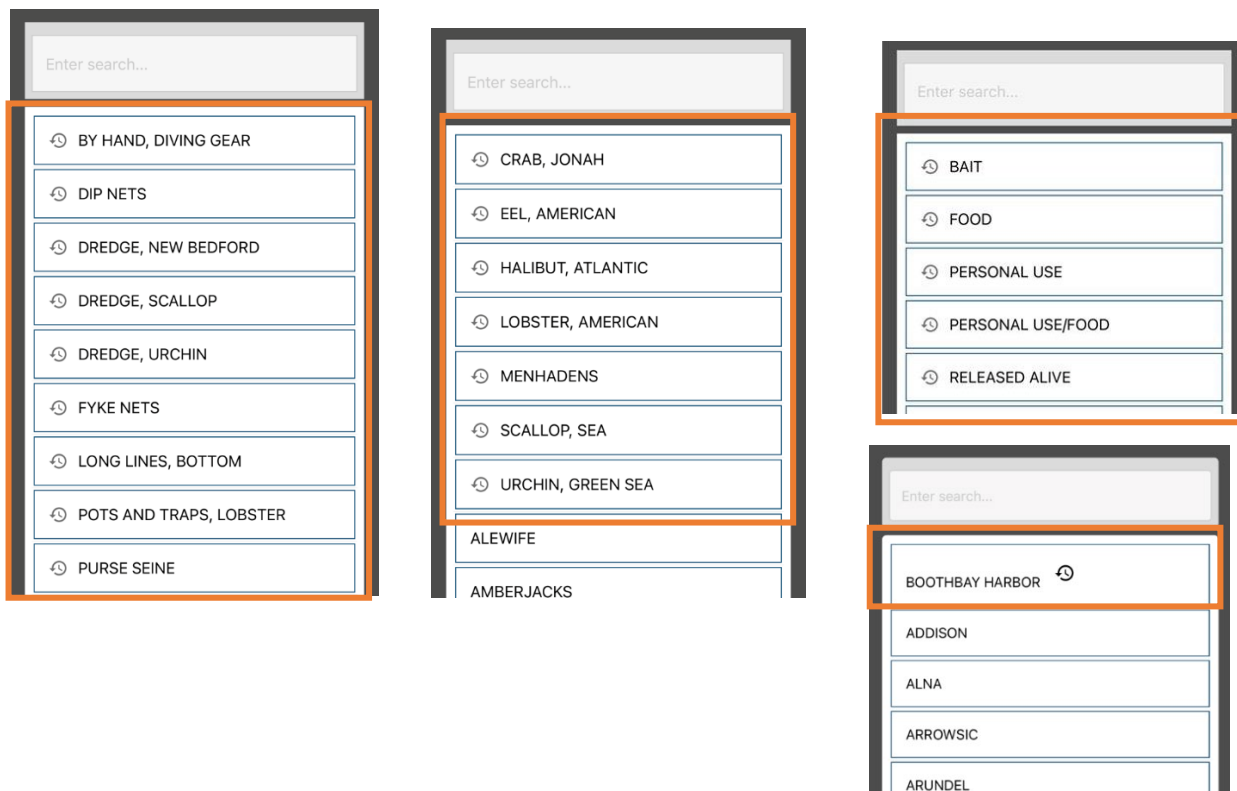 Enter search...
BY HAND, DIVING GEAR
DIP NETS
DREDGE, NEW BEDFORD
DREDGE, SCALLOP
DREDGE, URCHIN
FYKE NETS
LONG LINES, BOTTOM
POTS AND TRAPS, LOBSTER
PURSE SEINE
Enter search...
CRAB, JONAH
EEL, AMERICAN
HALIBUT, ATLANTIC
LOBSTER, AMERICAN
MENHADENS
SCALLOP, SEA
URCHIN, GREEN SEA
ALEWIFE
AMBERJACKS
Enter search...
BAIT
FOOD
PERSONAL USE
PERSONAL USE/FOOD
RELEASED ALIVE
Enter search...
BOOTHBAY HARBOR
ADDISON
ALNA
ARROWSIC
ARUNDEL